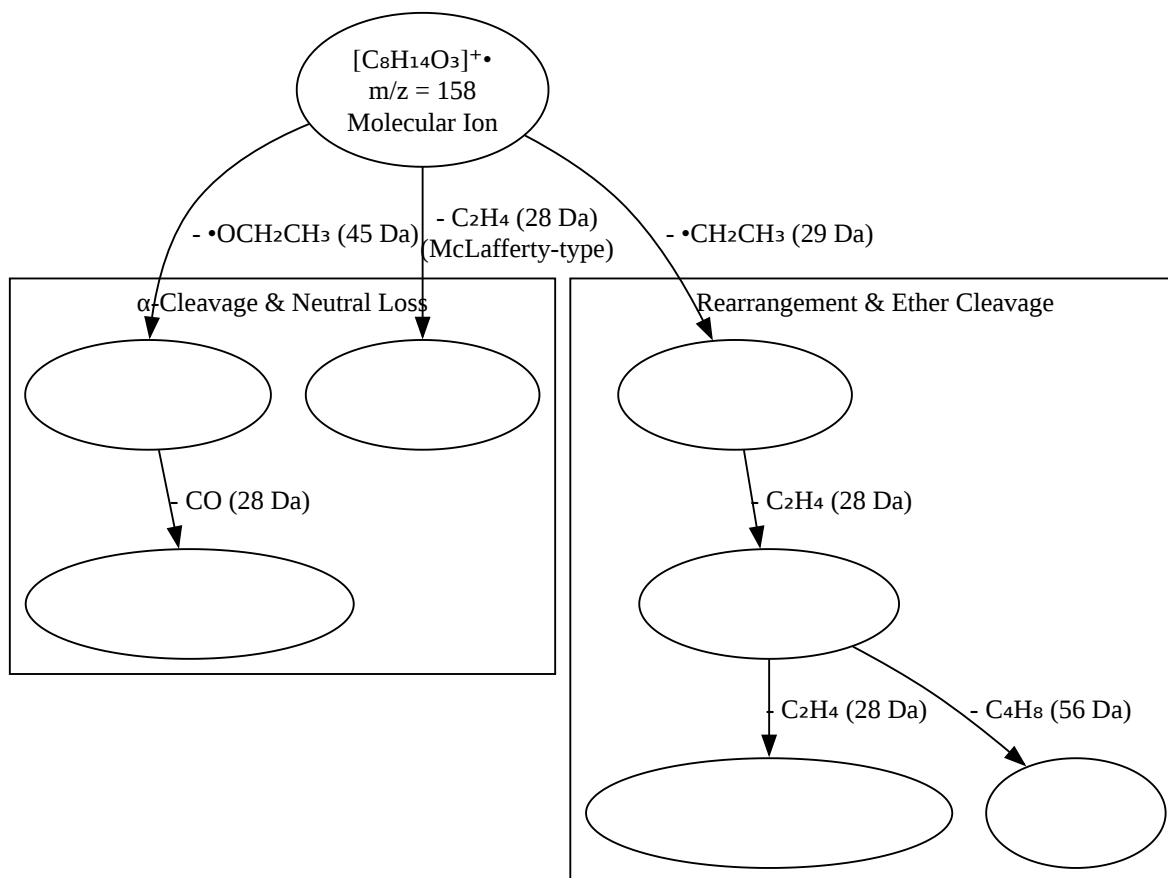 [C₈H₁₄O₃]⁺•
m/z = 158
Molecular Ion
- •OCH₂CH₃ (45 Da)
- C₂H₄ (28 Da)
(McLafferty-type)
- •CH₂CH₃ (29 Da)
α-Cleavage & Neutral Loss
Rearrangement & Ether Cleavage
- CO (28 Da)
- C₂H₄ (28 Da)
- C₂H₄ (28 Da)
- C₄H₈ (56 Da)